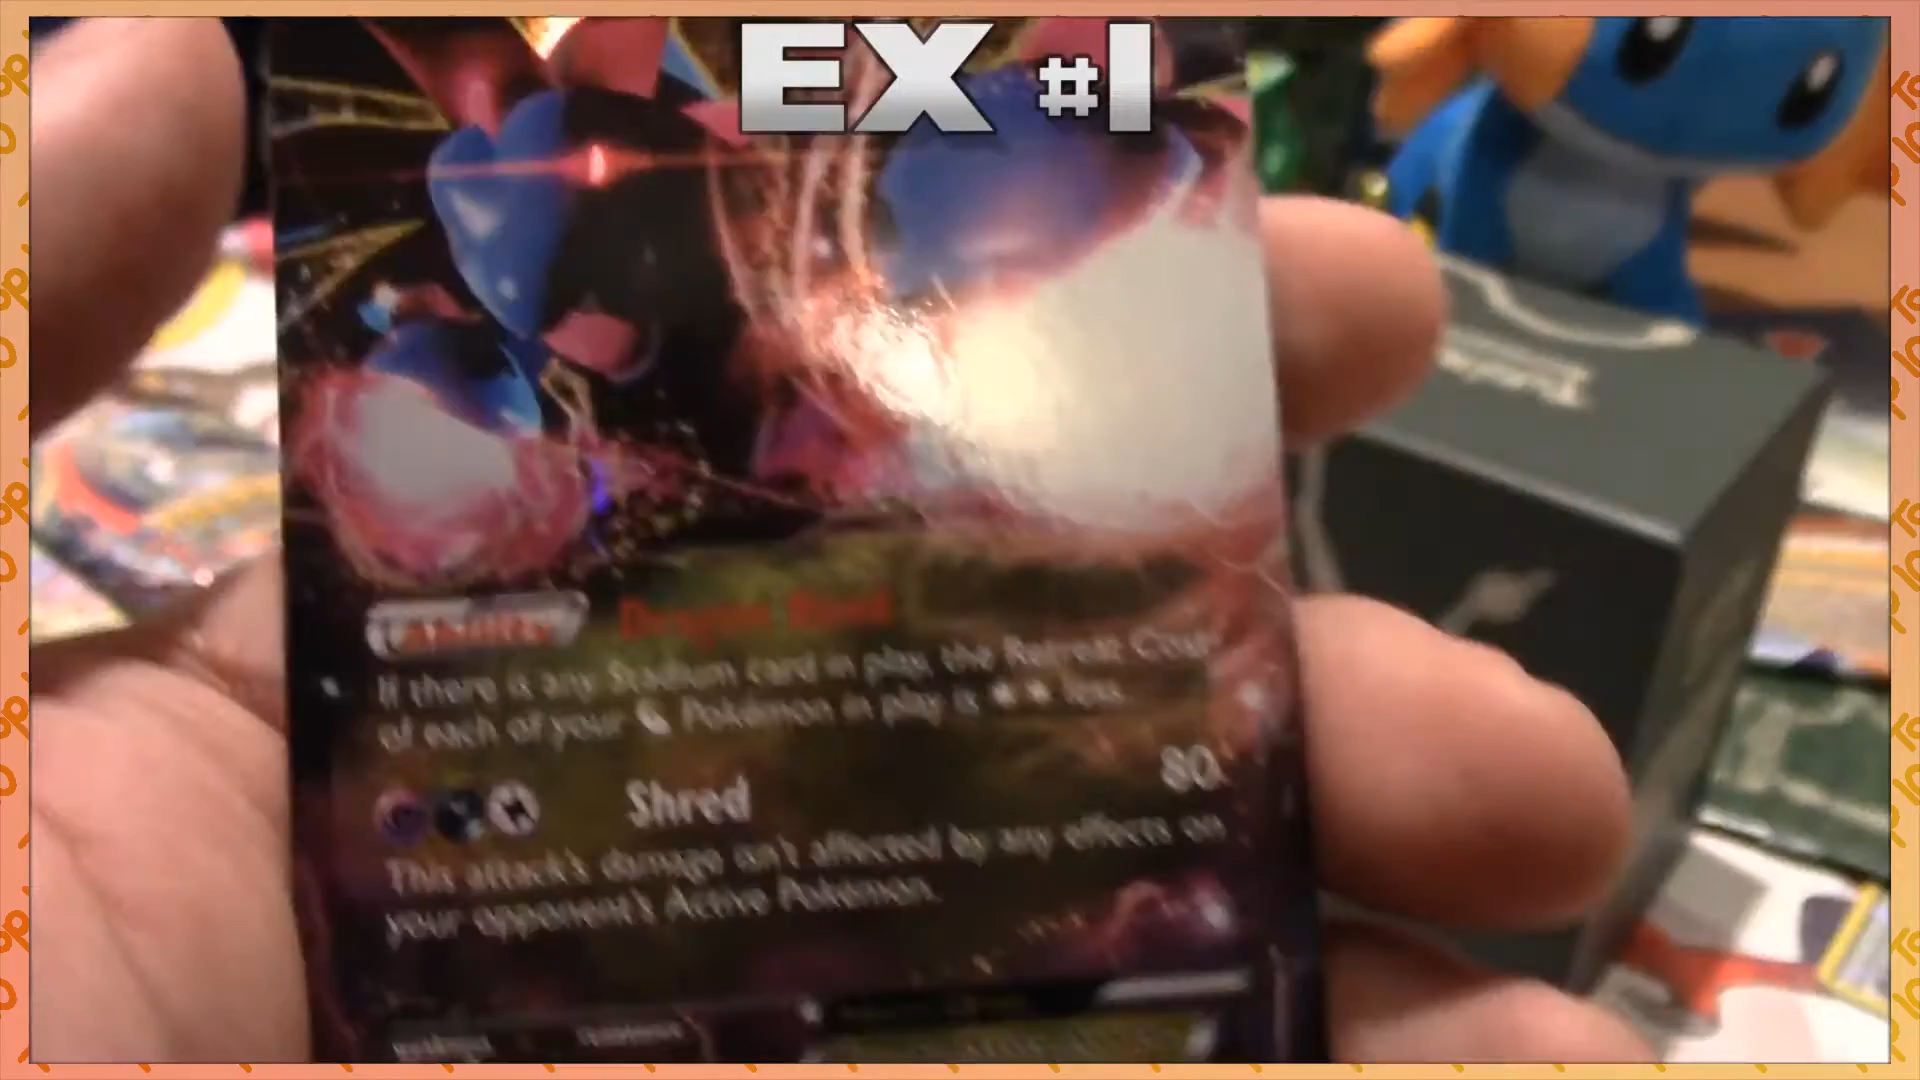 EX #1
Ability
If there is any Stadium card in play, the Retreat Cost
of each of your Pokémon in play is less.
Shred 80
This attack's damage isn't affected by any effects on
your opponent's Active Pokémon.
weakness resistance